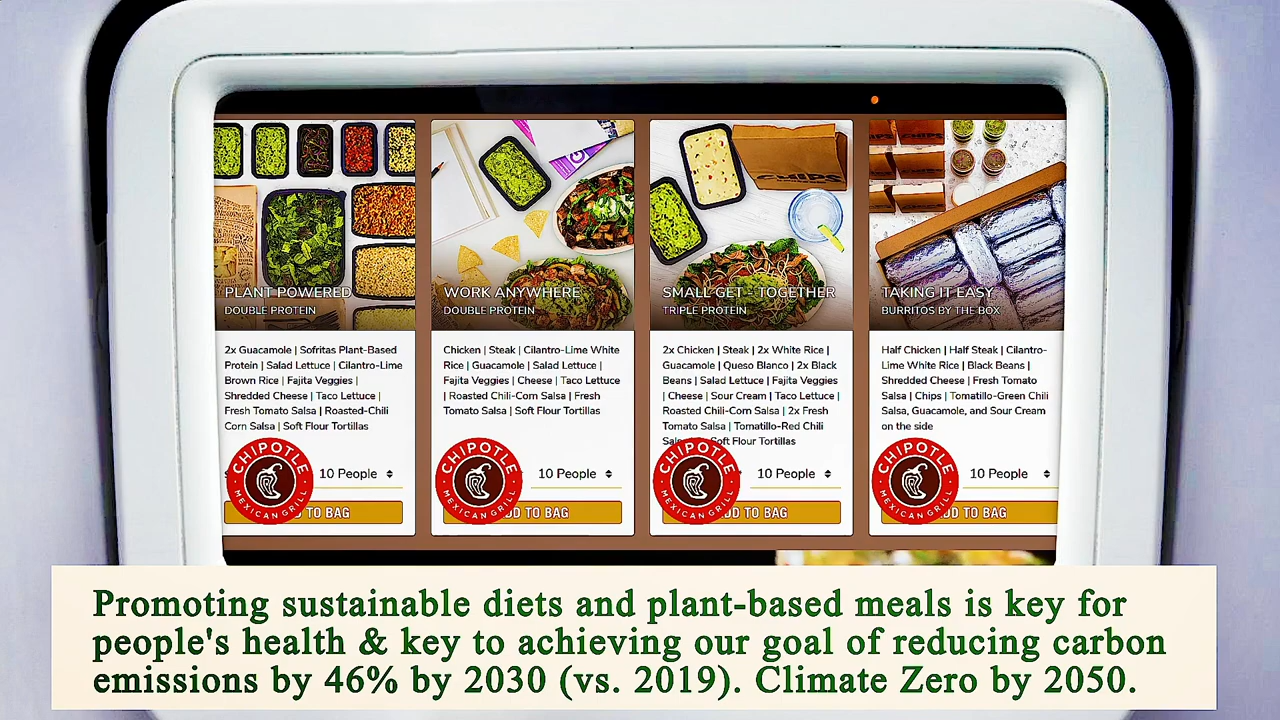 CHIPS
CHIPS
CHIPS
PLANT POWERED
DOUBLE PROTEIN
2x Guacamole | Sofritas Plant-Based
Protein | Salad Lettuce | Cilantro-Lime
Brown Rice | Fajita Veggies |
Shredded Cheese | Taco Lettuce |
Fresh Tomato Salsa | Roasted-Chili
Corn Salsa | Soft Flour Tortillas
CHIPOTLE
MEXICAN GRILL
10 People
DD TO BAG
WORK ANYWHERE
DOUBLE PROTEIN
Chicken | Steak | Cilantro-Lime White
Rice | Guacamole | Salad Lettuce |
Fajita Veggies | Cheese | Taco Lettuce
| Roasted Chili-Corn Salsa | Fresh
Tomato Salsa | Soft Flour Tortillas
CHIPOTLE
MEXICAN GRILL
10 People
DD TO BAG
SMALL GET - TOGETHER
TRIPLE PROTEIN
2x Chicken | Steak | 2x White Rice |
Guacamole | Queso Blanco | 2x Black
Beans | Salad Lettuce | Fajita Veggies
| Cheese | Sour Cream | Taco Lettuce |
Roasted Chili-Corn Salsa | 2x Fresh
Tomato Salsa | Tomatillo-Red Chili
Soft Flour Tortillas
CHIPOTLE
MEXICAN GRILL
10 People
DD TO BAG
TAKING IT EASY
BURRITOS BY THE BOX
Half Chicken | Half Steak | Cilantro-
Lime White Rice | Black Beans |
Shredded Cheese | Fresh Tomato
Salsa | Chips | Tomatillo-Green Chili
Salsa, Guacamole, and Sour Cream
on the side
CHIPOTLE
MEXICAN GRILL
10 People
DD TO BAG
Promoting sustainable diets and plant-based meals is key for
people's health & key to achieving our goal of reducing carbon
emissions by 46% by 2030 (vs. 2019). Climate Zero by 2050.